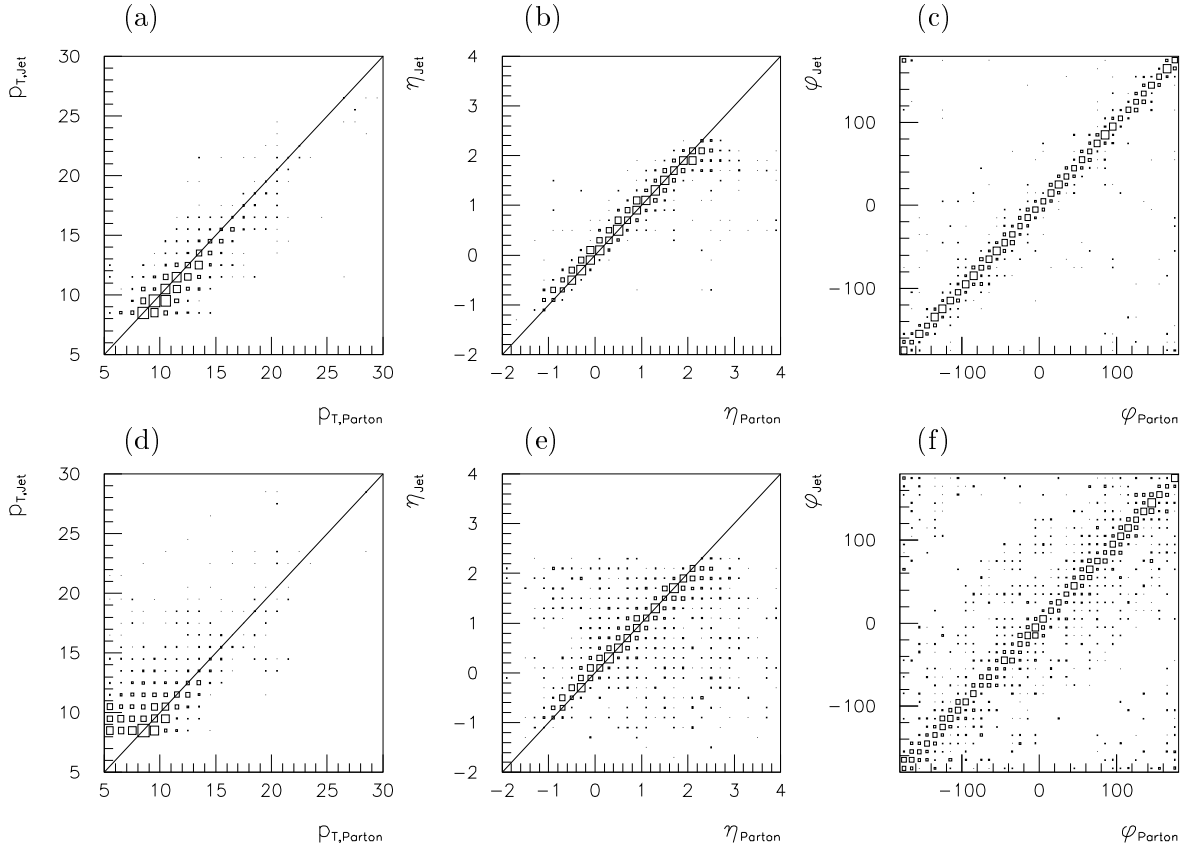 (a)
p_T,Jet
30
25
20
15
10
5
5 10 15 20 25 30
p_T,Parton
(b)
η_Jet
4
3
2
1
0
−1
−2
−2 −1 0 1 2 3 4
η_Parton
(c)
φ_Jet
100
0
−100
−100 0 100
φ_Parton
(d)
p_T,Jet
30
25
20
15
10
5
5 10 15 20 25 30
p_T,Parton
(e)
η_Jet
4
3
2
1
0
−1
−2
−2 −1 0 1 2 3 4
η_Parton
(f)
φ_Jet
100
0
−100
−100 0 100
φ_Parton